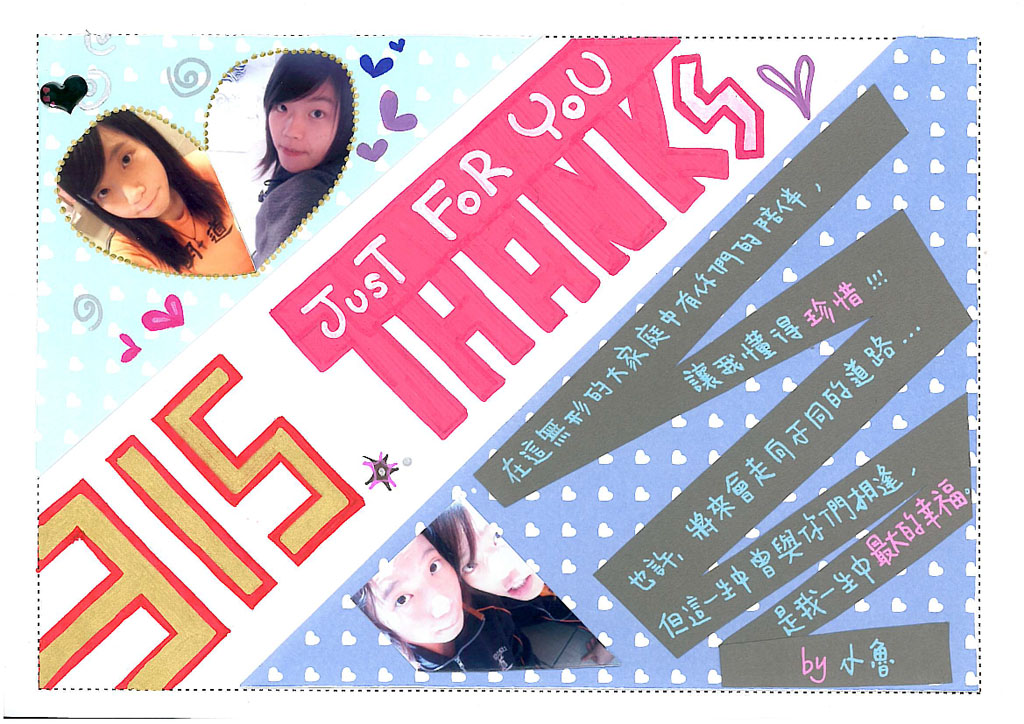 JUST FOR YOU
THANKS
315
在這無形的大家庭中有你們的陪伴，
讓我懂得珍惜!!!
也許，將來會走向不同的道路...
但這一生中曾與你們相逢，
是我一生中最大的幸福。
by 小魯